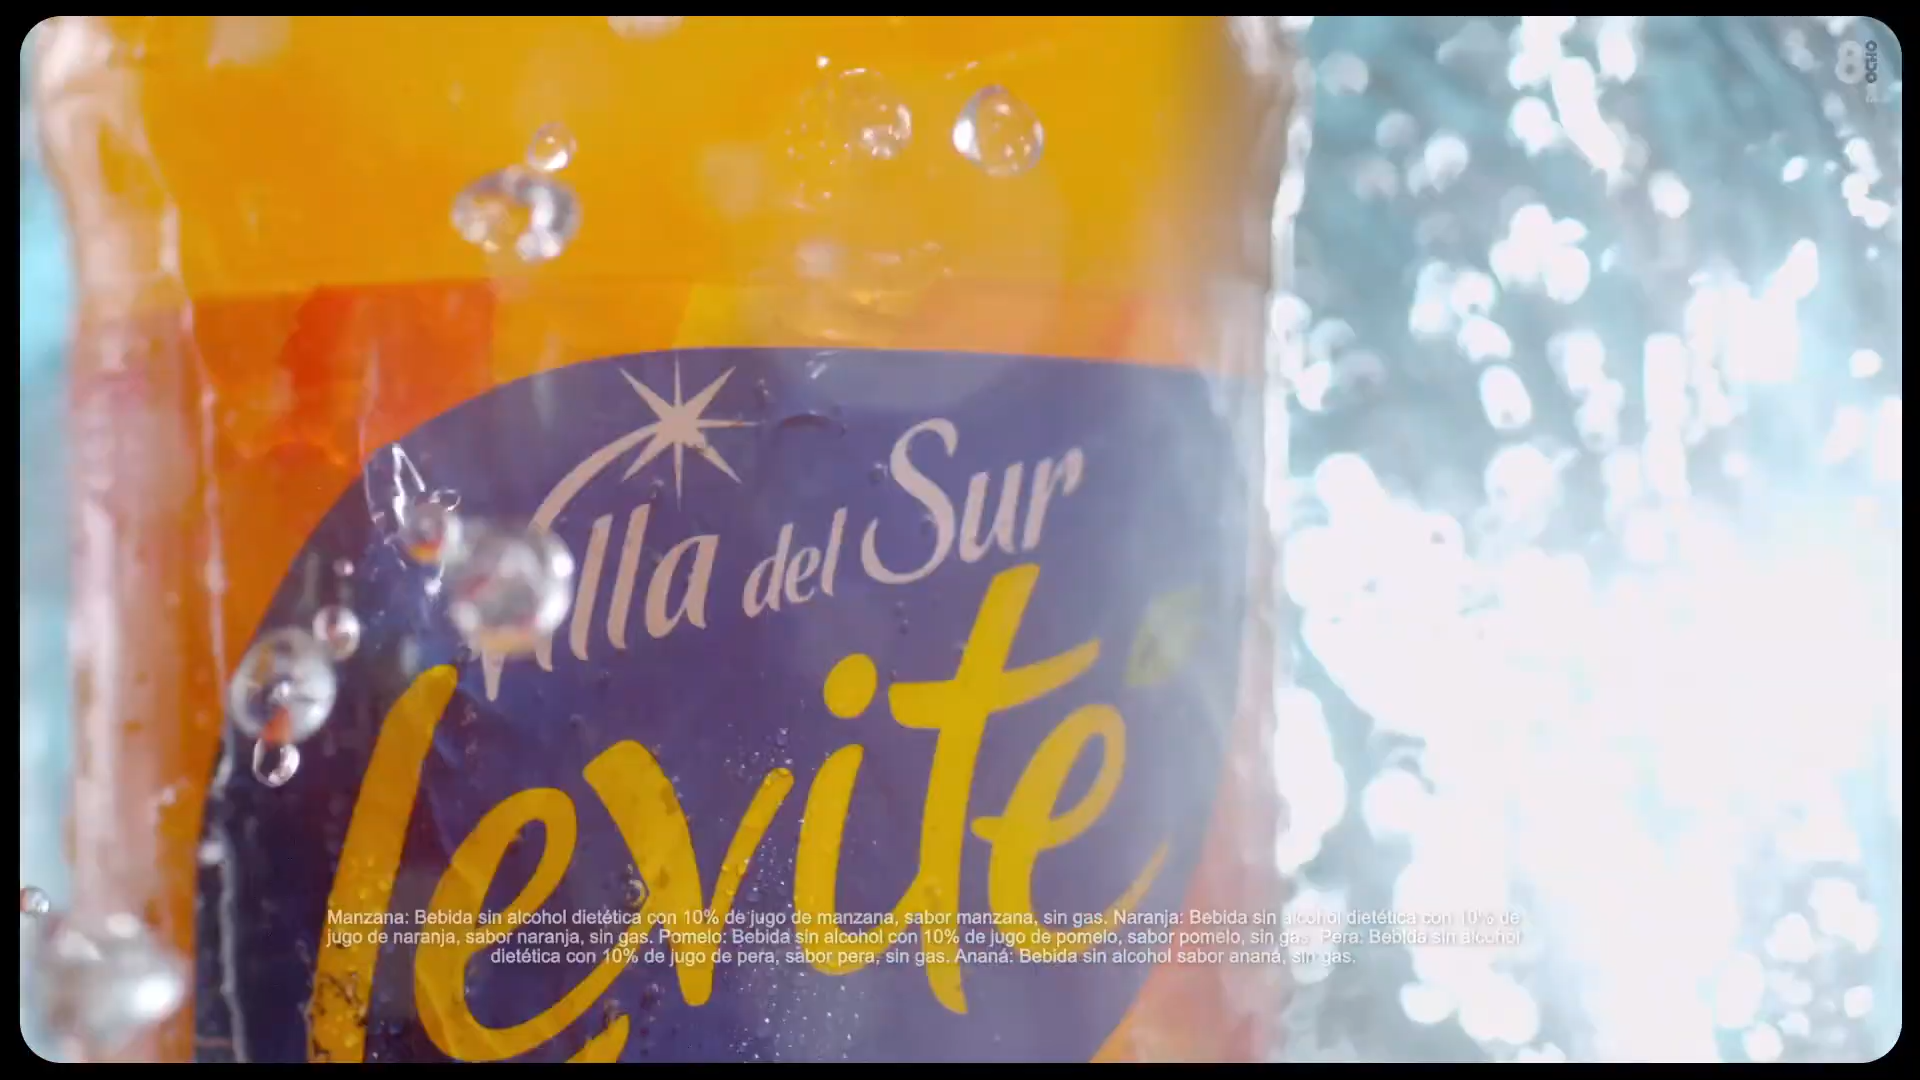 8 OCHO
Villa del Sur
levité
Manzana: Bebida sin alcohol dietética con 10% de jugo de manzana, sabor manzana, sin gas. Naranja: Bebida sin alcohol dietética con 10% de
jugo de naranja, sabor naranja, sin gas. Pomelo: Bebida sin alcohol con 10% de jugo de pomelo, sabor pomelo, sin gas. Pera: Bebida sin alcohol
dietética con 10% de jugo de pera, sabor pera, sin gas. Ananá: Bebida sin alcohol sabor ananá, sin gas.